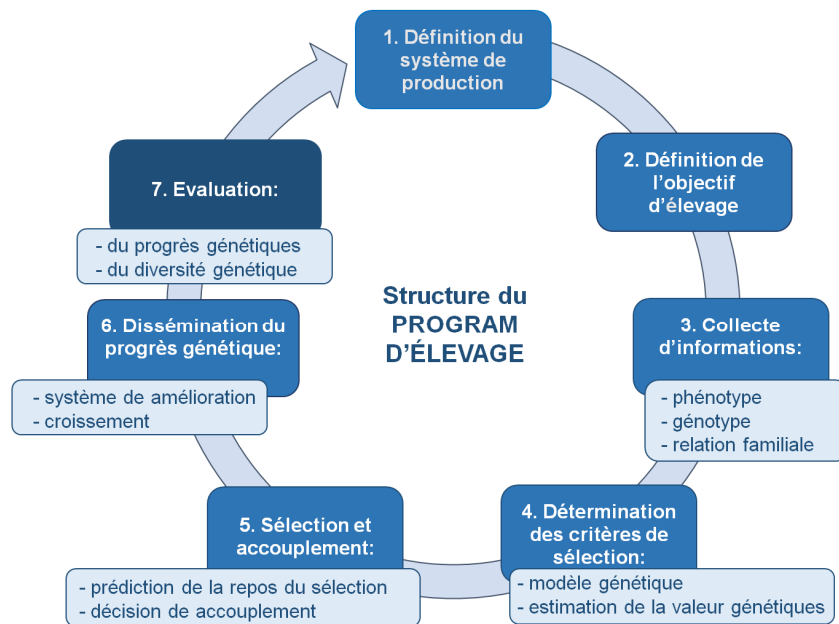 1. Définition du
système de
production
2. Définition de
l'objectif
d'élevage
3. Collecte
d'informations:
- phénotype
- génotype
- relation familiale
4. Détermination
des critères de
sélection:
- modèle génétique
- estimation de la valeur génétiques
5. Sélection et
accouplement:
- prédiction de la repos du sélection
- décision de accouplement
6. Dissémination du
progrès génétique:
- système de amélioration
- croissement
7. Evaluation:
- du progrès génétiques
- du diversité génétique
Structure du
PROGRAM
D'ÉLEVAGE